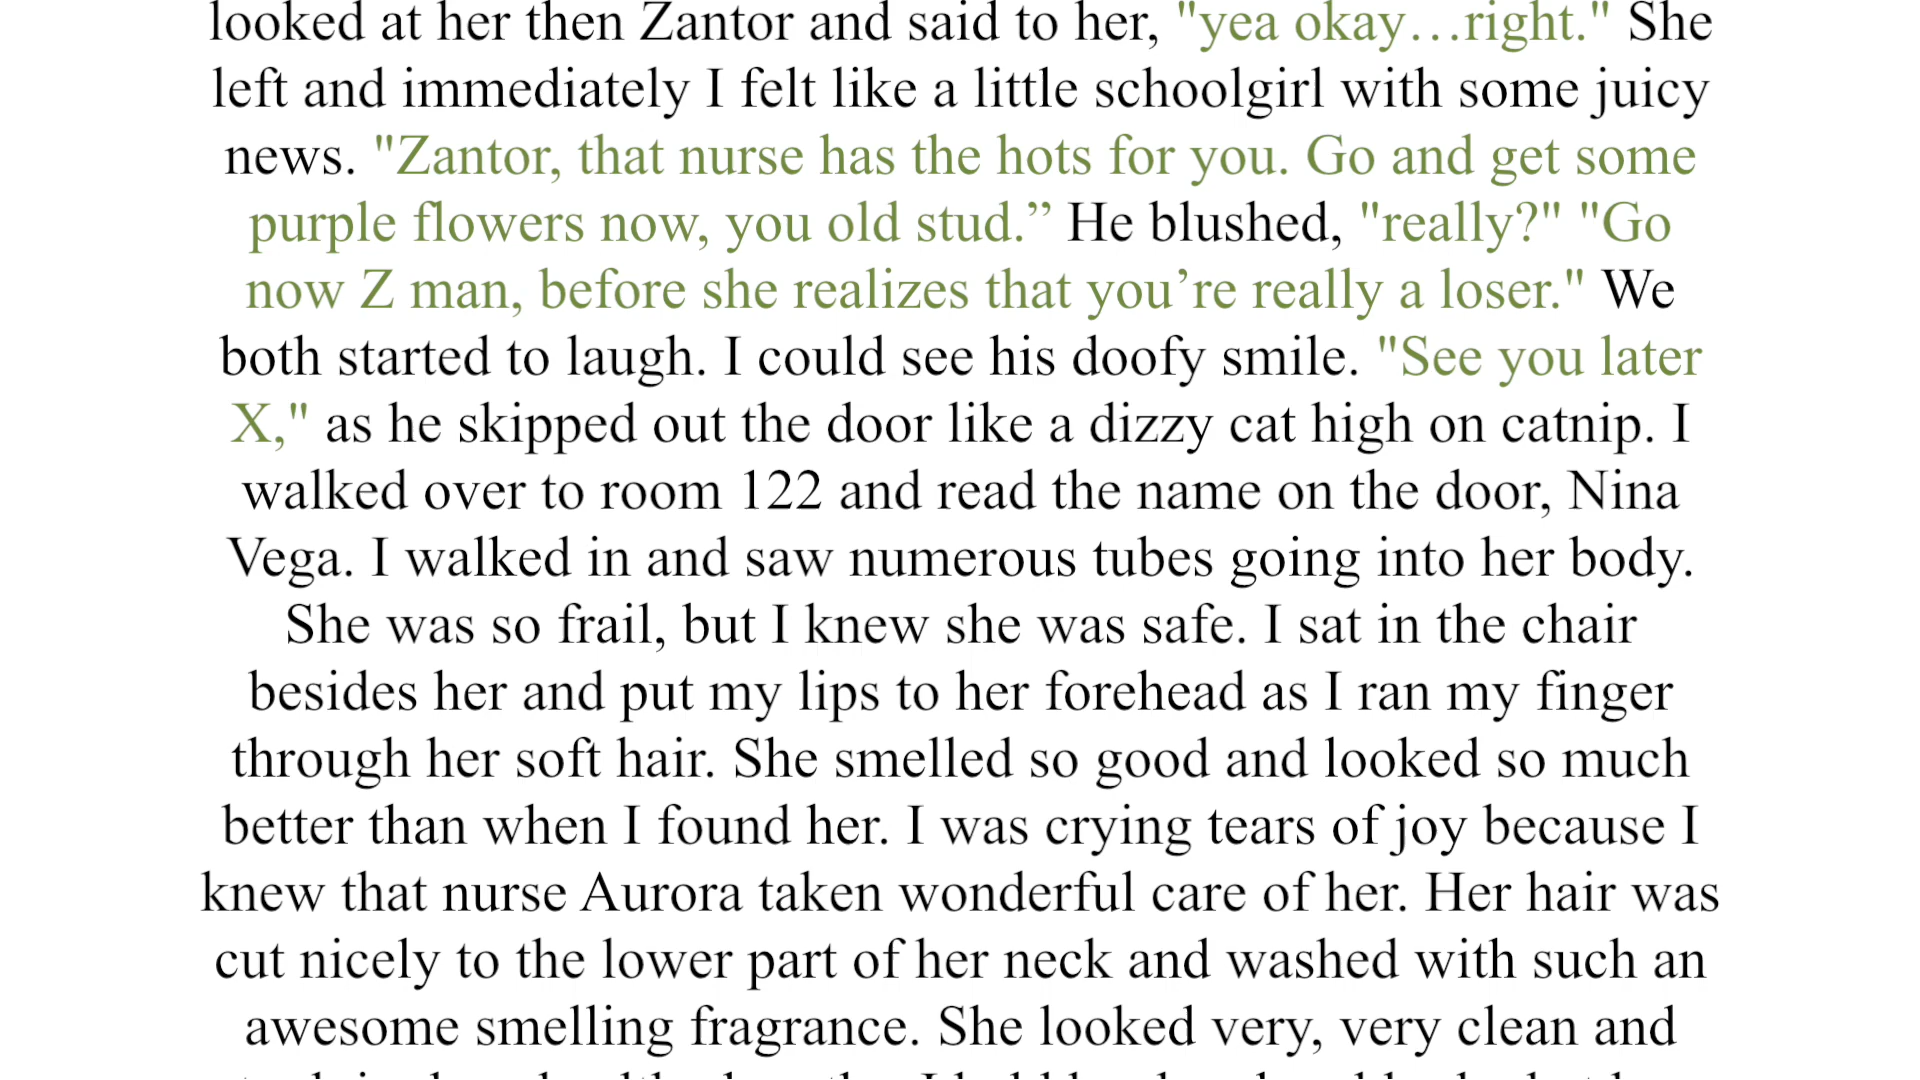 looked at her then Zantor and said to her, "yea okay…right." She
left and immediately I felt like a little schoolgirl with some juicy
news. "Zantor, that nurse has the hots for you. Go and get some
purple flowers now, you old stud.” He blushed, "really?" "Go
now Z man, before she realizes that you’re really a loser." We
both started to laugh. I could see his doofy smile. "See you later
X," as he skipped out the door like a dizzy cat high on catnip. I
walked over to room 122 and read the name on the door, Nina
Vega. I walked in and saw numerous tubes going into her body.
She was so frail, but I knew she was safe. I sat in the chair
besides her and put my lips to her forehead as I ran my finger
through her soft hair. She smelled so good and looked so much
better than when I found her. I was crying tears of joy because I
knew that nurse Aurora taken wonderful care of her. Her hair was
cut nicely to the lower part of her neck and washed with such an
awesome smelling fragrance. She looked very, very clean and